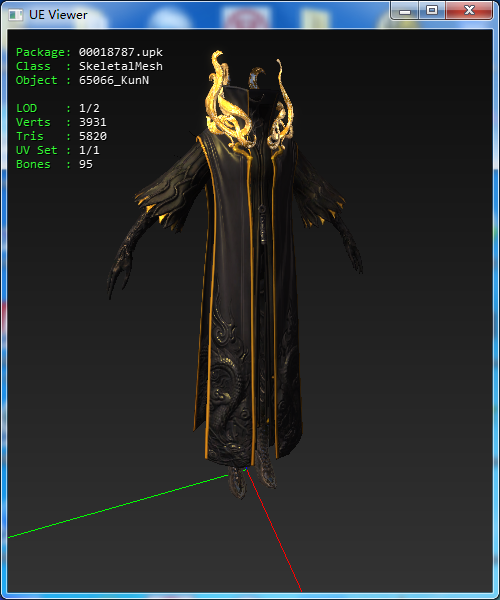 UE Viewer
Package: 00018787.upk
Class : SkeletalMesh
Object : 65066_KunN
LOD : 1/2
Verts : 3931
Tris : 5820
UV Set : 1/1
Bones : 95